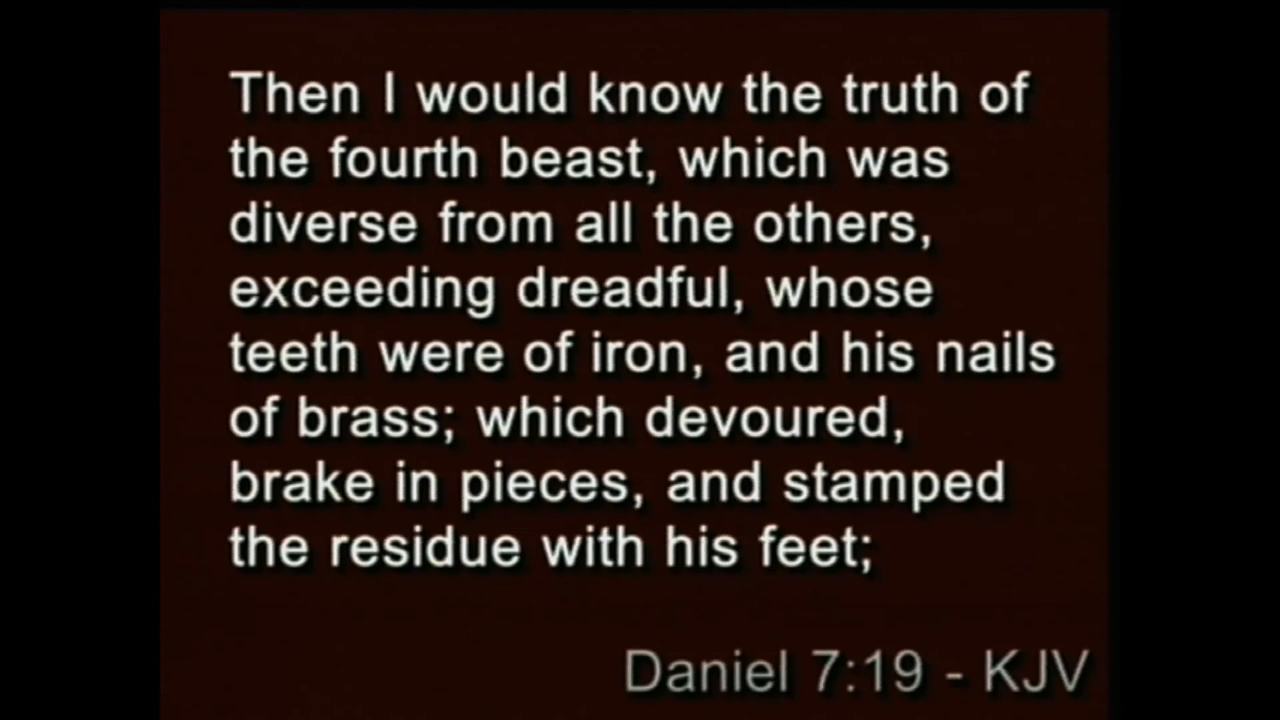 Then I would know the truth of
the fourth beast, which was
diverse from all the others,
exceeding dreadful, whose
teeth were of iron, and his nails
of brass; which devoured,
brake in pieces, and stamped
the residue with his feet;
Daniel 7:19 - KJV